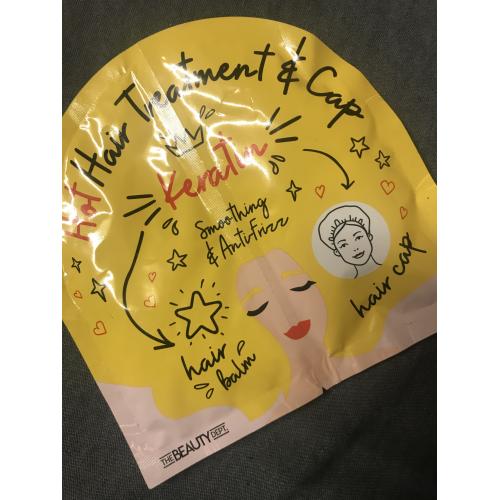 Hot Hair Treatment & Cap
Keratin
Smoothing
& AntiFrizz
hair cap
hair
balm
THE BEAUTY DEPT.